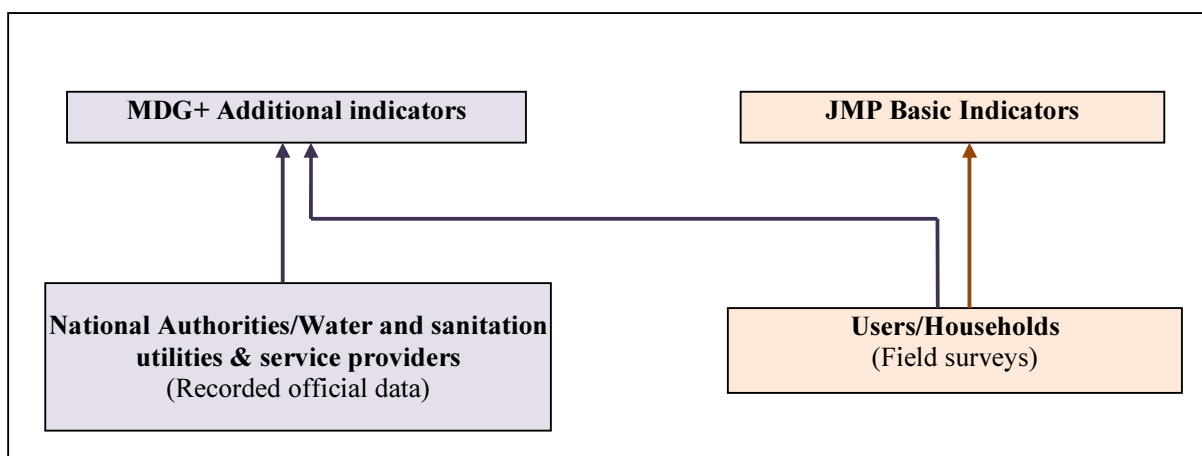 MDG+ Additional indicators
JMP Basic Indicators
National Authorities/Water and sanitation
utilities & service providers
(Recorded official data)
Users/Households
(Field surveys)